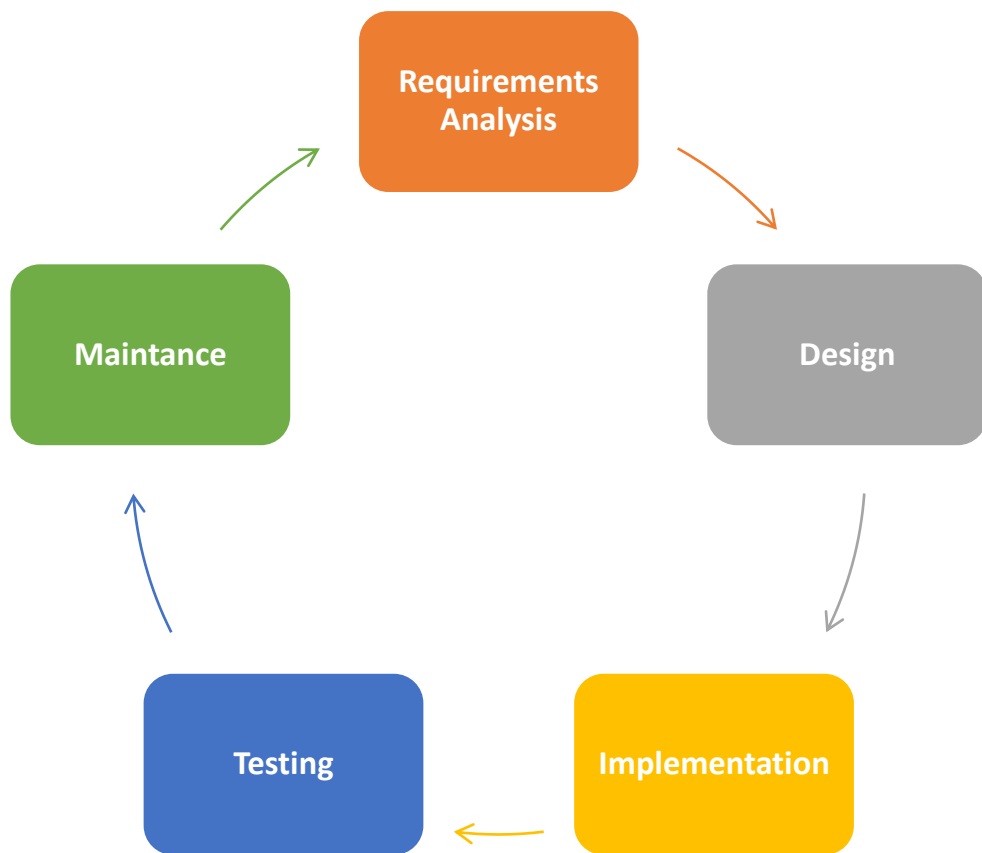 Requirements
Analysis
Maintance
Design
Testing
Implementation